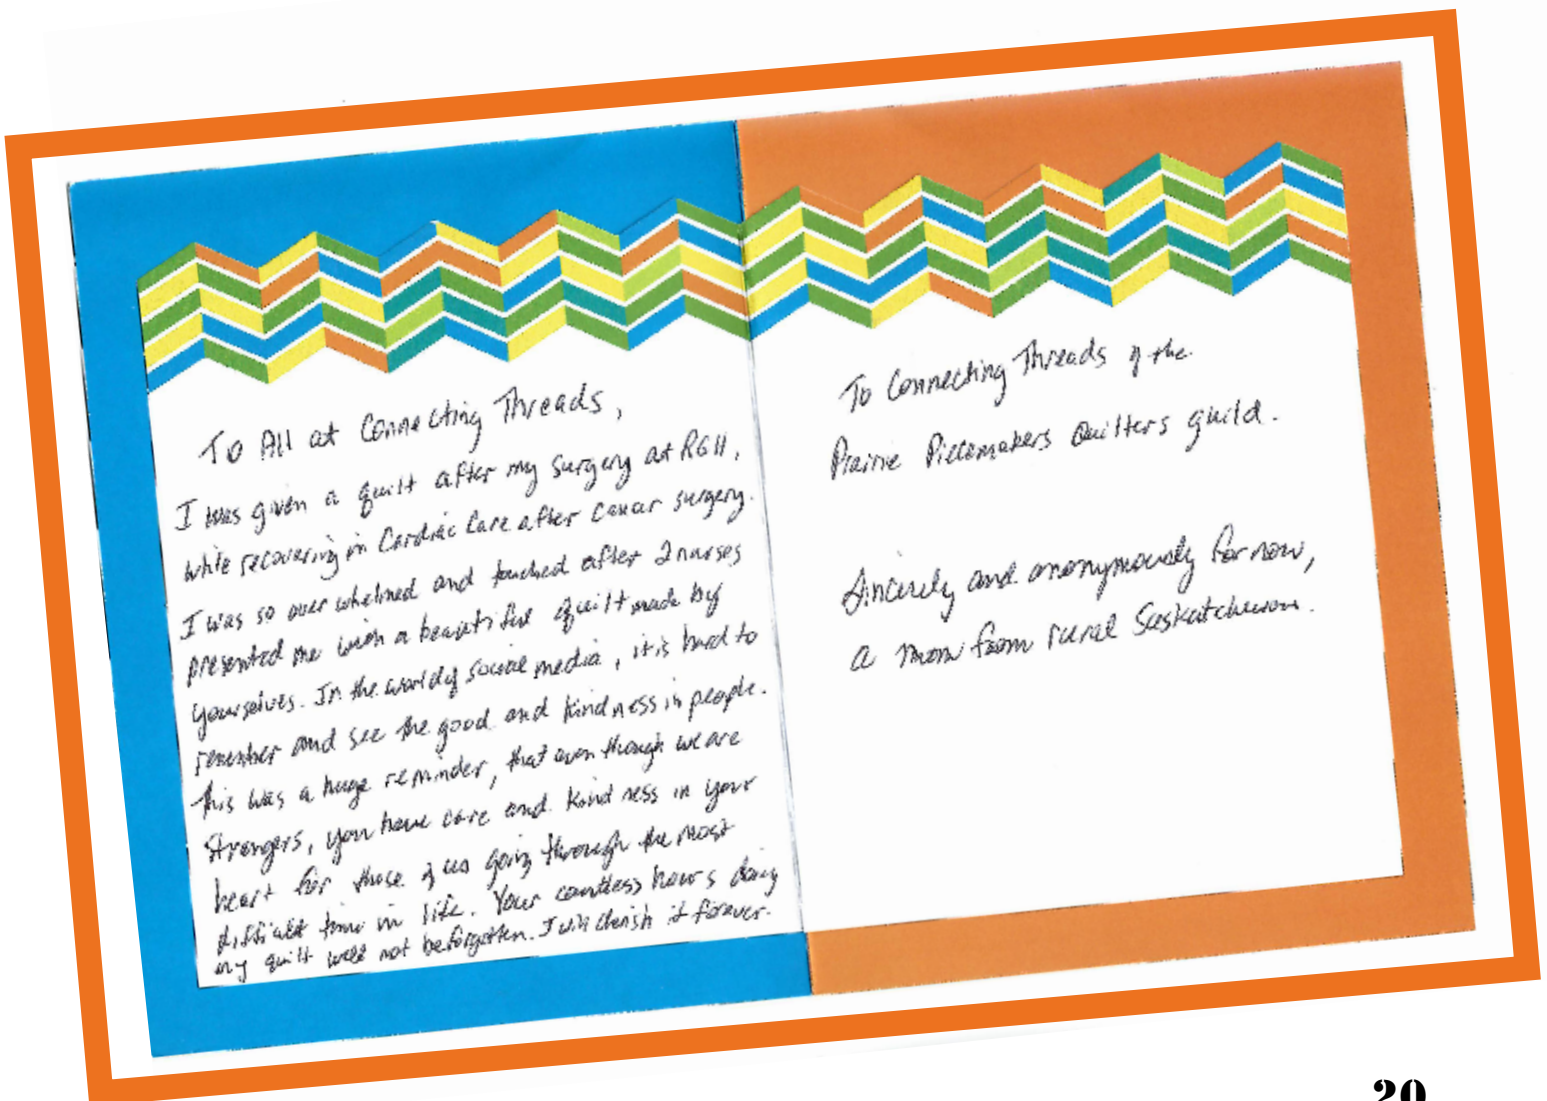 To All at Connecting Threads,
I was given a quilt after my surgery at RGH,
while recovering in Cardiac Care after cancer surgery.
I was so over whelmed and touched after 2 nurses
presented me with a beautiful quilt made by
yourselves. In the world of social media, it is hard to
remember and see the good and kindness in people.
this was a huge reminder, that even though we are
strangers, you have care and kindness in your
heart for those of us going through the most
difficult time in life. Your countless hours doing
my quilt will not be forgotten. I will cherish it forever.
To Connecting Threads of the
Prairie Piecemakers Quilters guild.
Sincerely and anonymously for now,
a mom from rural Saskatchewan.
20